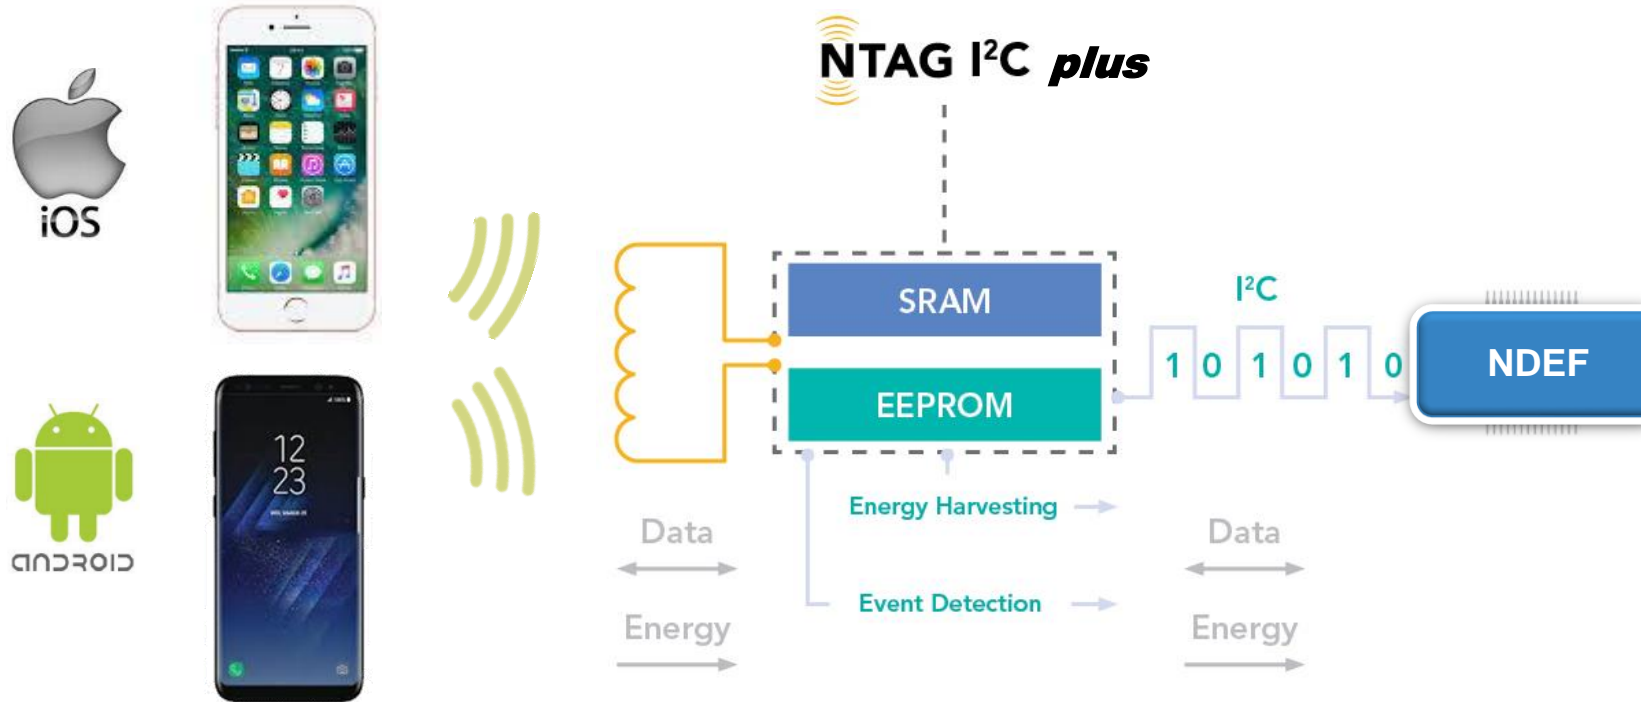 iOS
ANDROID
12
23
NTAG I²C plus
SRAM
EEPROM
I²C
1 0 1 0 1 0
NDEF
Energy Harvesting
Event Detection
Data
Energy
Data
Energy